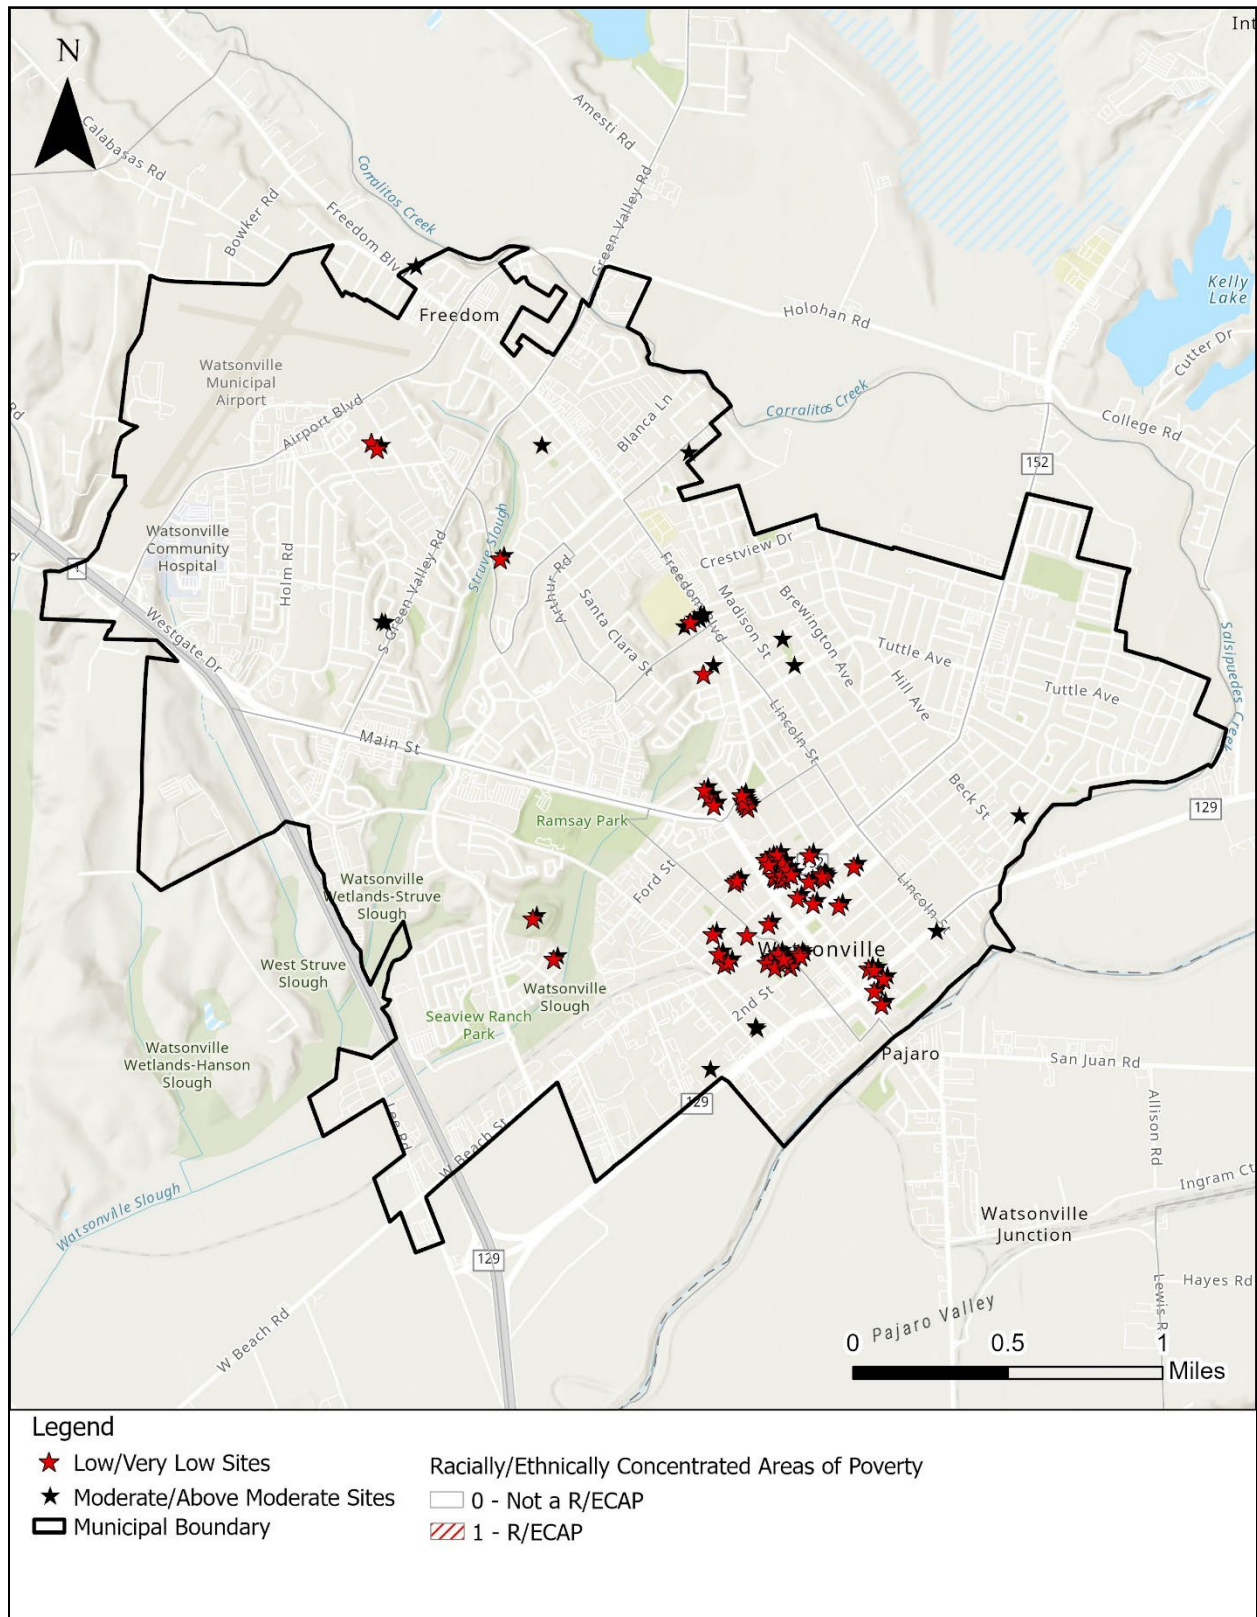 Int
N
Calabasas Rd
Amesti Rd
Bowker Rd
Corralitos Creek
Freedom Blv
Green Valley Rd
Kelly
Lake
Freedom
Holohan Rd
Cutter Dr
Watsonville
Municipal
Airport
Airport Blvd
Blanca Ln
Corralitos Creek
College Rd
Rd
152
Watsonville
Community
Hospital
Holm Rd
Struve Slough
S Green Valley Rd
Arthur Rd
Santa Clara St
Freedom Blvd
Crestview Dr
Madison St
Brewington Ave
Tuttle Ave
Hill Ave
Tuttle Ave
Salsipuedes Creek
1
Westgate Dr
Main St
Lincoln St
Beck St
129
Ramsay Park
Ford St
Lincoln St
Watsonville
Wetlands-Struve
Slough
Watsonville
West Struve
Slough
Watsonville
Slough
2nd St
Seaview Ranch
Park
Watsonville
Wetlands-Hanson
Slough
Pajaro
San Juan Rd
129
Allison Rd
Lee Rd
W Beach St
Ingram Ct
Watsonville Slough
Watsonville
Junction
129
Hayes Rd
Lewis R
W Beach Rd
Pajaro Valley
0 0.5 1
Miles
Legend
Low/Very Low Sites
Moderate/Above Moderate Sites
Municipal Boundary
Racially/Ethnically Concentrated Areas of Poverty
0 - Not a R/ECAP
1 - R/ECAP